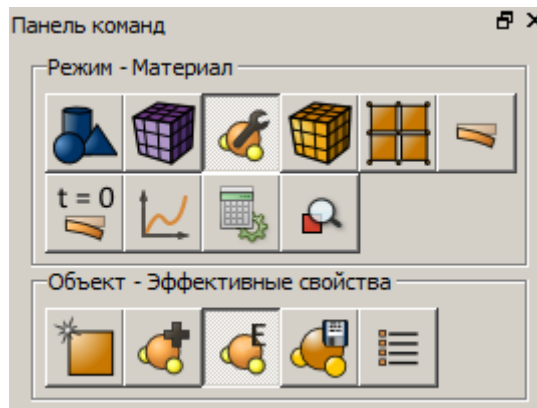 Панель команд
Режим - Материал
t = 0
Объект - Эффективные свойства
E